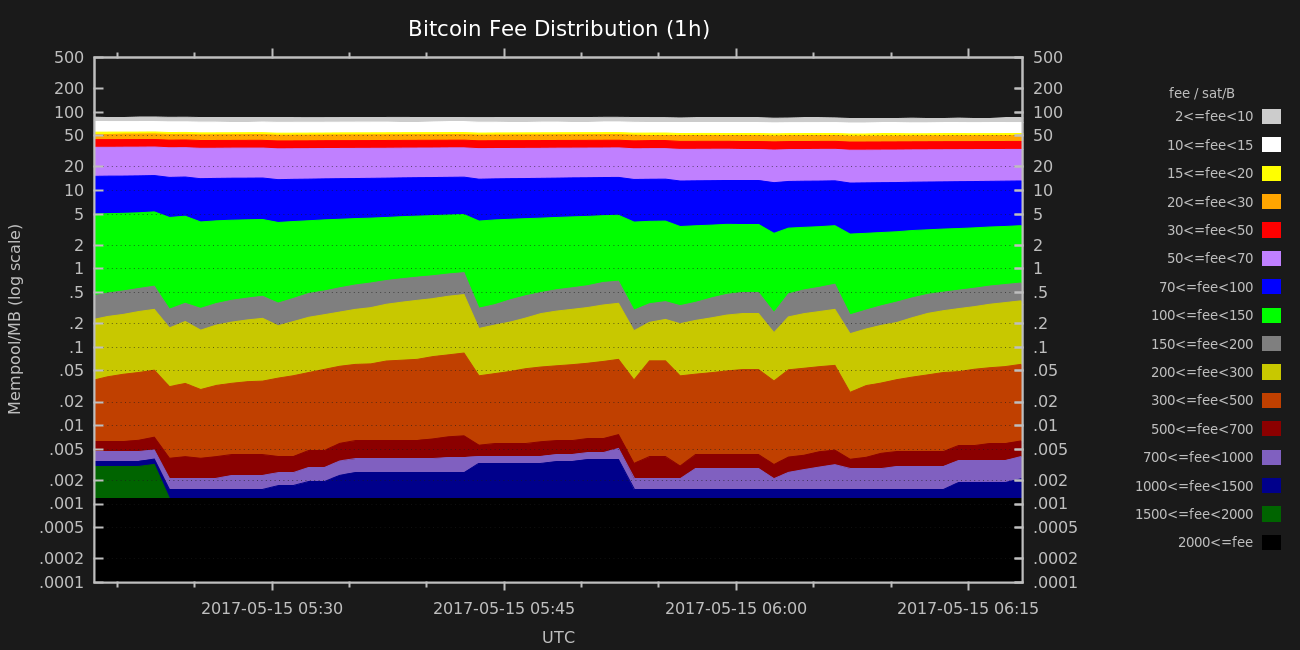 Bitcoin Fee Distribution (1h)
Mempool/MB (log scale)
500
200
100
50
20
10
5
2
1
.5
.2
.1
.05
.02
.01
.005
.002
.001
.0005
.0002
.0001
500
200
100
50
20
10
5
2
1
.5
.2
.1
.05
.02
.01
.005
.002
.001
.0005
.0002
.0001
fee / sat/B
2<=fee<10
10<=fee<15
15<=fee<20
20<=fee<30
30<=fee<50
50<=fee<70
70<=fee<100
100<=fee<150
150<=fee<200
200<=fee<300
300<=fee<500
500<=fee<700
700<=fee<1000
1000<=fee<1500
1500<=fee<2000
2000<=fee
2017-05-15 05:30 2017-05-15 05:45 2017-05-15 06:00 2017-05-15 06:15
UTC